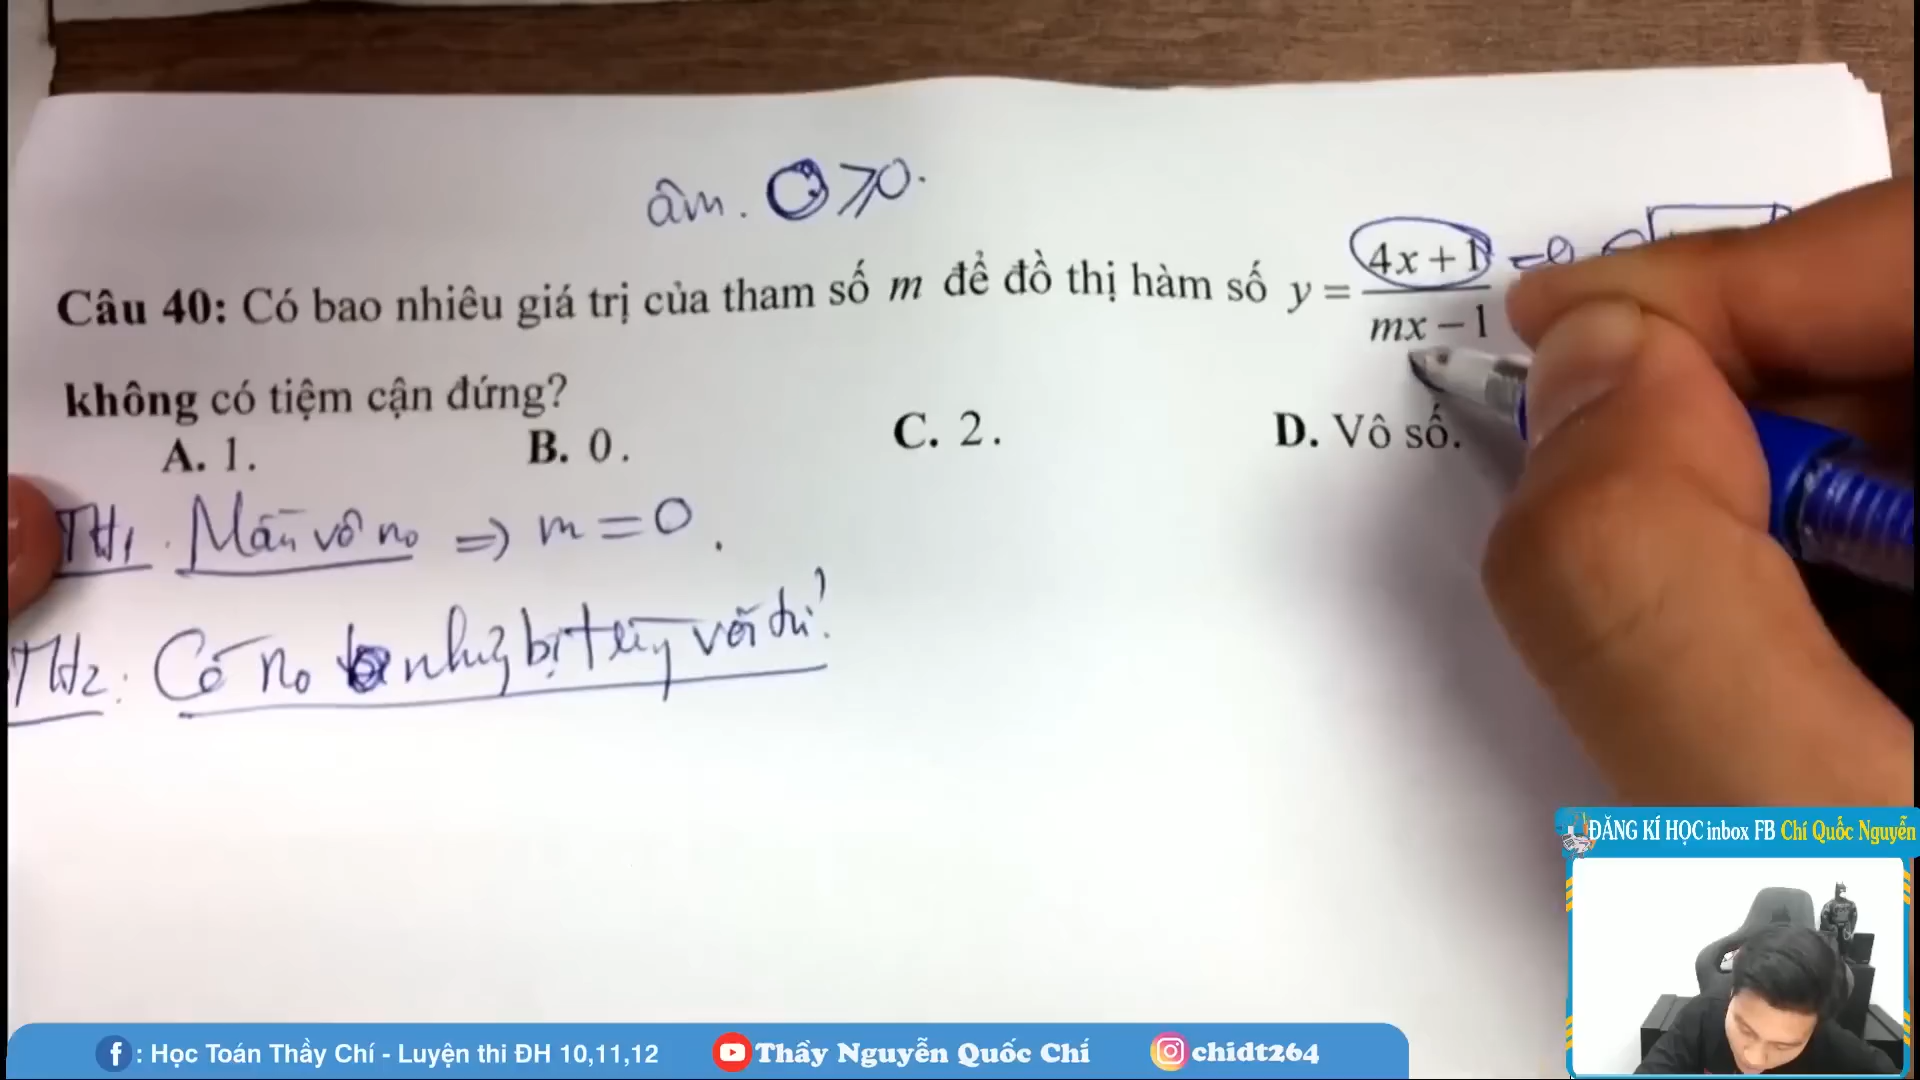 âm. 0 ⩾ 0.
Câu 40: Có bao nhiêu giá trị của tham số m để đồ thị hàm số y = (4x + 1)/(mx − 1) = 0
không có tiệm cận đứng?
A. 1. B. 0. C. 2. D. Vô số.
TH1. Mẫu vô no ⇒ m = 0.
TH2: Có no nhưng bị trùng với tử!
ĐĂNG KÍ HỌC inbox FB Chí Quốc Nguyễn
: Học Toán Thầy Chí - Luyện thi ĐH 10,11,12
Thầy Nguyễn Quốc Chí
chidt264